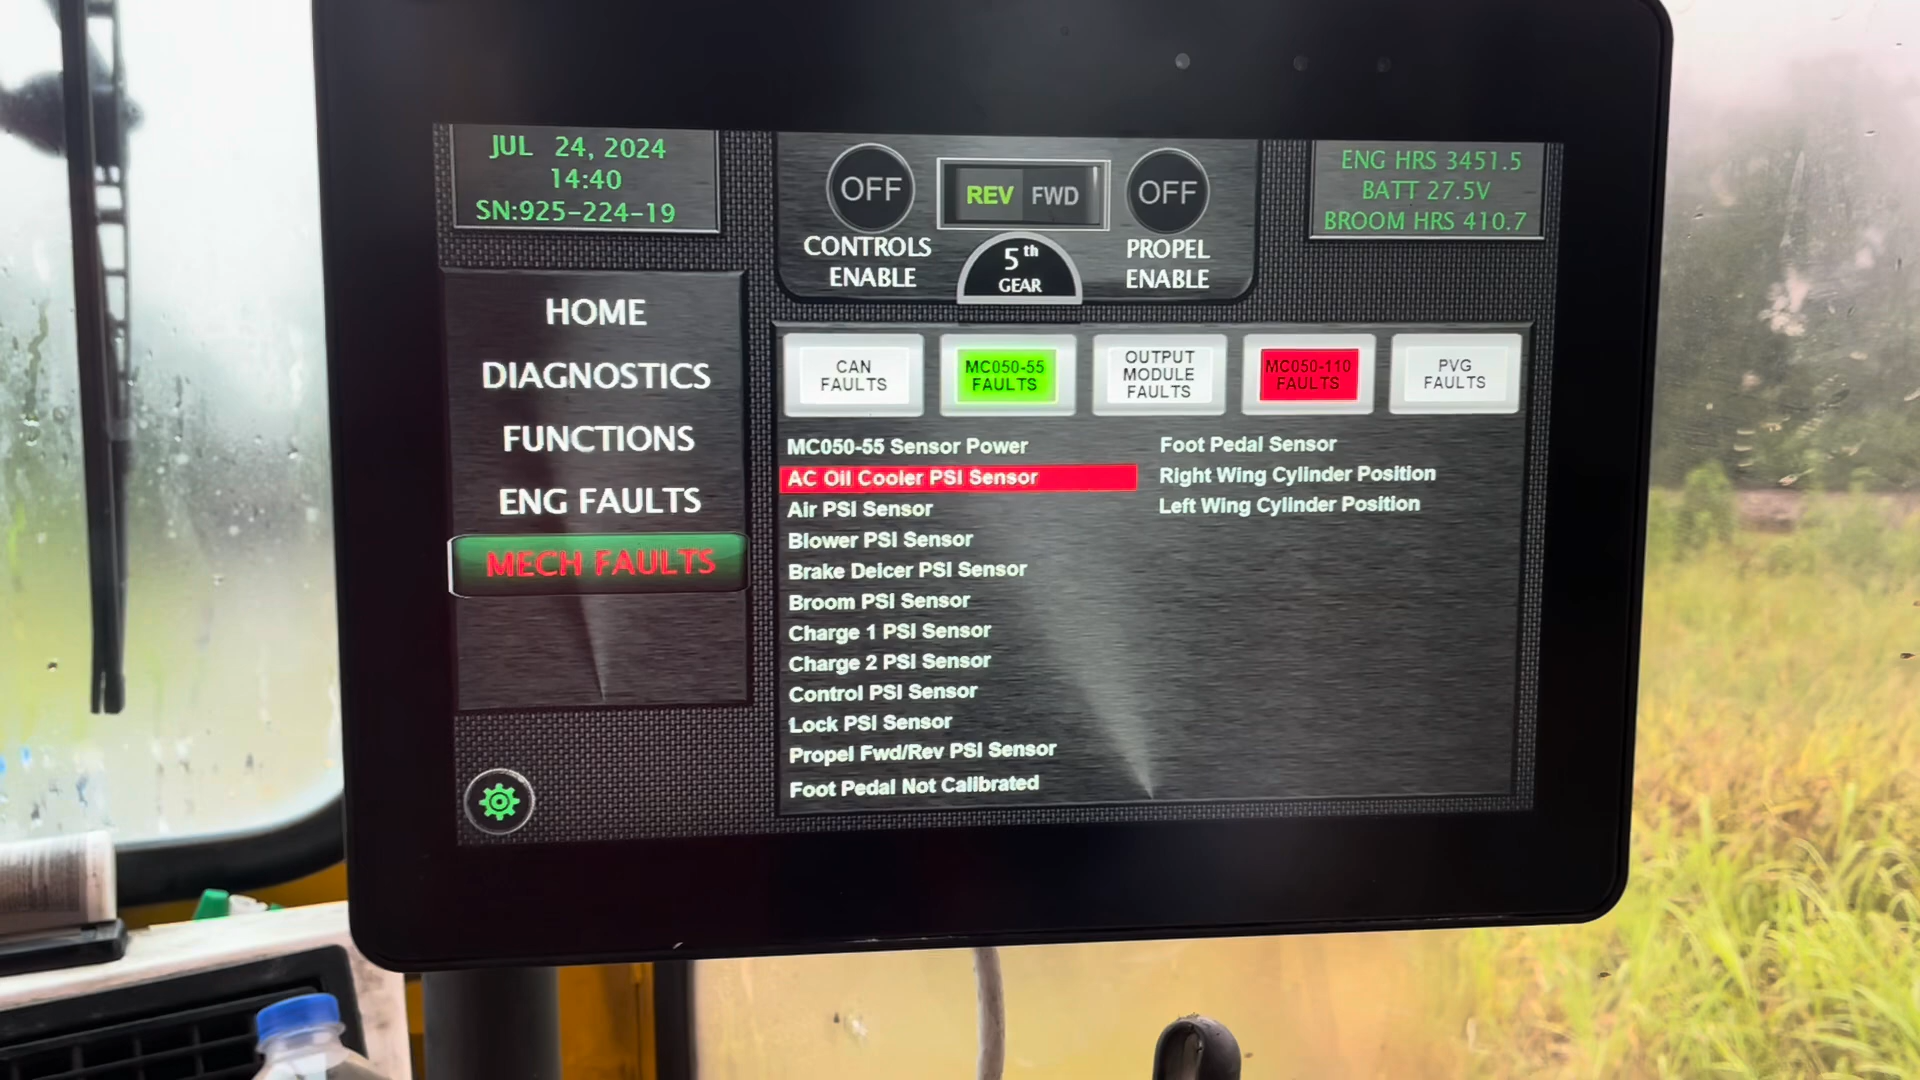 JUL 24, 2024
14:40
SN:925-224-19
OFF
CONTROLS
ENABLE
REV FWD
5th
GEAR
OFF
PROPEL
ENABLE
ENG HRS 3451.5
BATT 27.5V
BROOM HRS 410.7
HOME
DIAGNOSTICS
FUNCTIONS
ENG FAULTS
MECH FAULTS
CAN
FAULTS
MC050-55
FAULTS
OUTPUT
MODULE
FAULTS
MC050-110
FAULTS
PVG
FAULTS
MC050-55 Sensor Power
AC Oil Cooler PSI Sensor
Air PSI Sensor
Blower PSI Sensor
Brake Deicer PSI Sensor
Broom PSI Sensor
Charge 1 PSI Sensor
Charge 2 PSI Sensor
Control PSI Sensor
Lock PSI Sensor
Propel Fwd/Rev PSI Sensor
Foot Pedal Not Calibrated
Foot Pedal Sensor
Right Wing Cylinder Position
Left Wing Cylinder Position